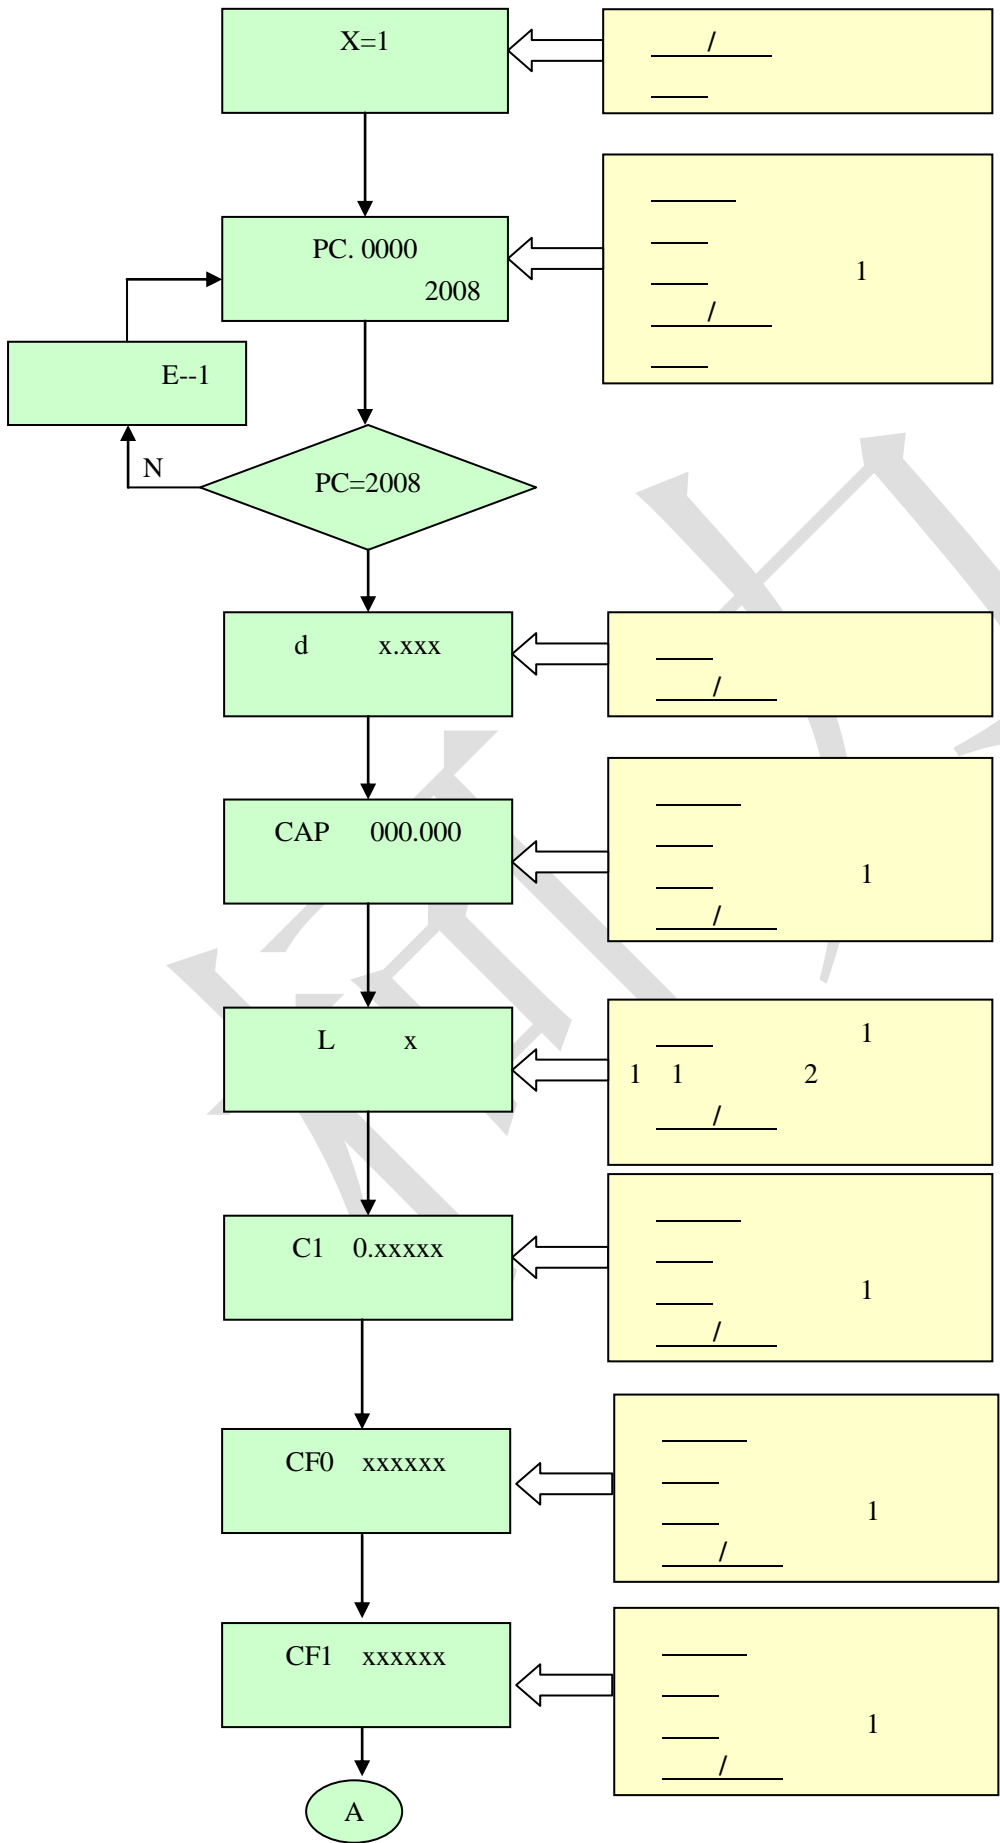 X=1
/
PC. 0000
2008
1
/
E--1
N
PC=2008
d x.xxx
/
CAP 000.000
1
/
L x
1
1 1 2
/
C1 0.xxxxx
1
/
CF0 xxxxxx
1
/
CF1 xxxxxx
1
/
A